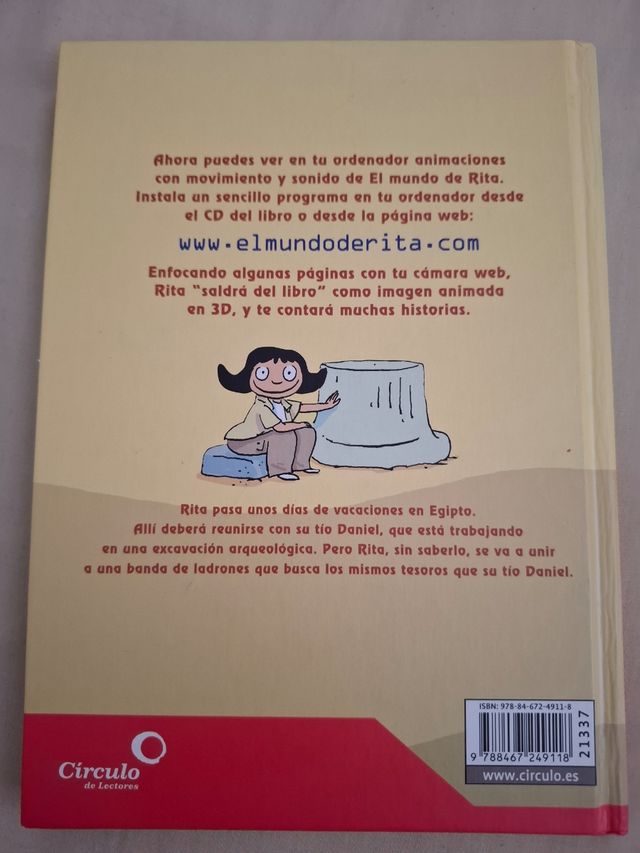 Ahora puedes ver en tu ordenador animaciones
con movimiento y sonido de El mundo de Rita.
Instala un sencillo programa en tu ordenador desde
el CD del libro o desde la página web:
www.elmundoderita.com
Enfocando algunas páginas con tu cámara web,
Rita "saldrá del libro" como imagen animada
en 3D, y te contará muchas historias.
Rita pasa unos días de vacaciones en Egipto.
Allí deberá reunirse con su tío Daniel, que está trabajando
en una excavación arqueológica. Pero Rita, sin saberlo, se va a unir
a una banda de ladrones que busca los mismos tesoros que su tío Daniel.
Círculo
de Lectores
ISBN: 978-84-672-4911-8
9 788467 249118
21337
www.circulo.es